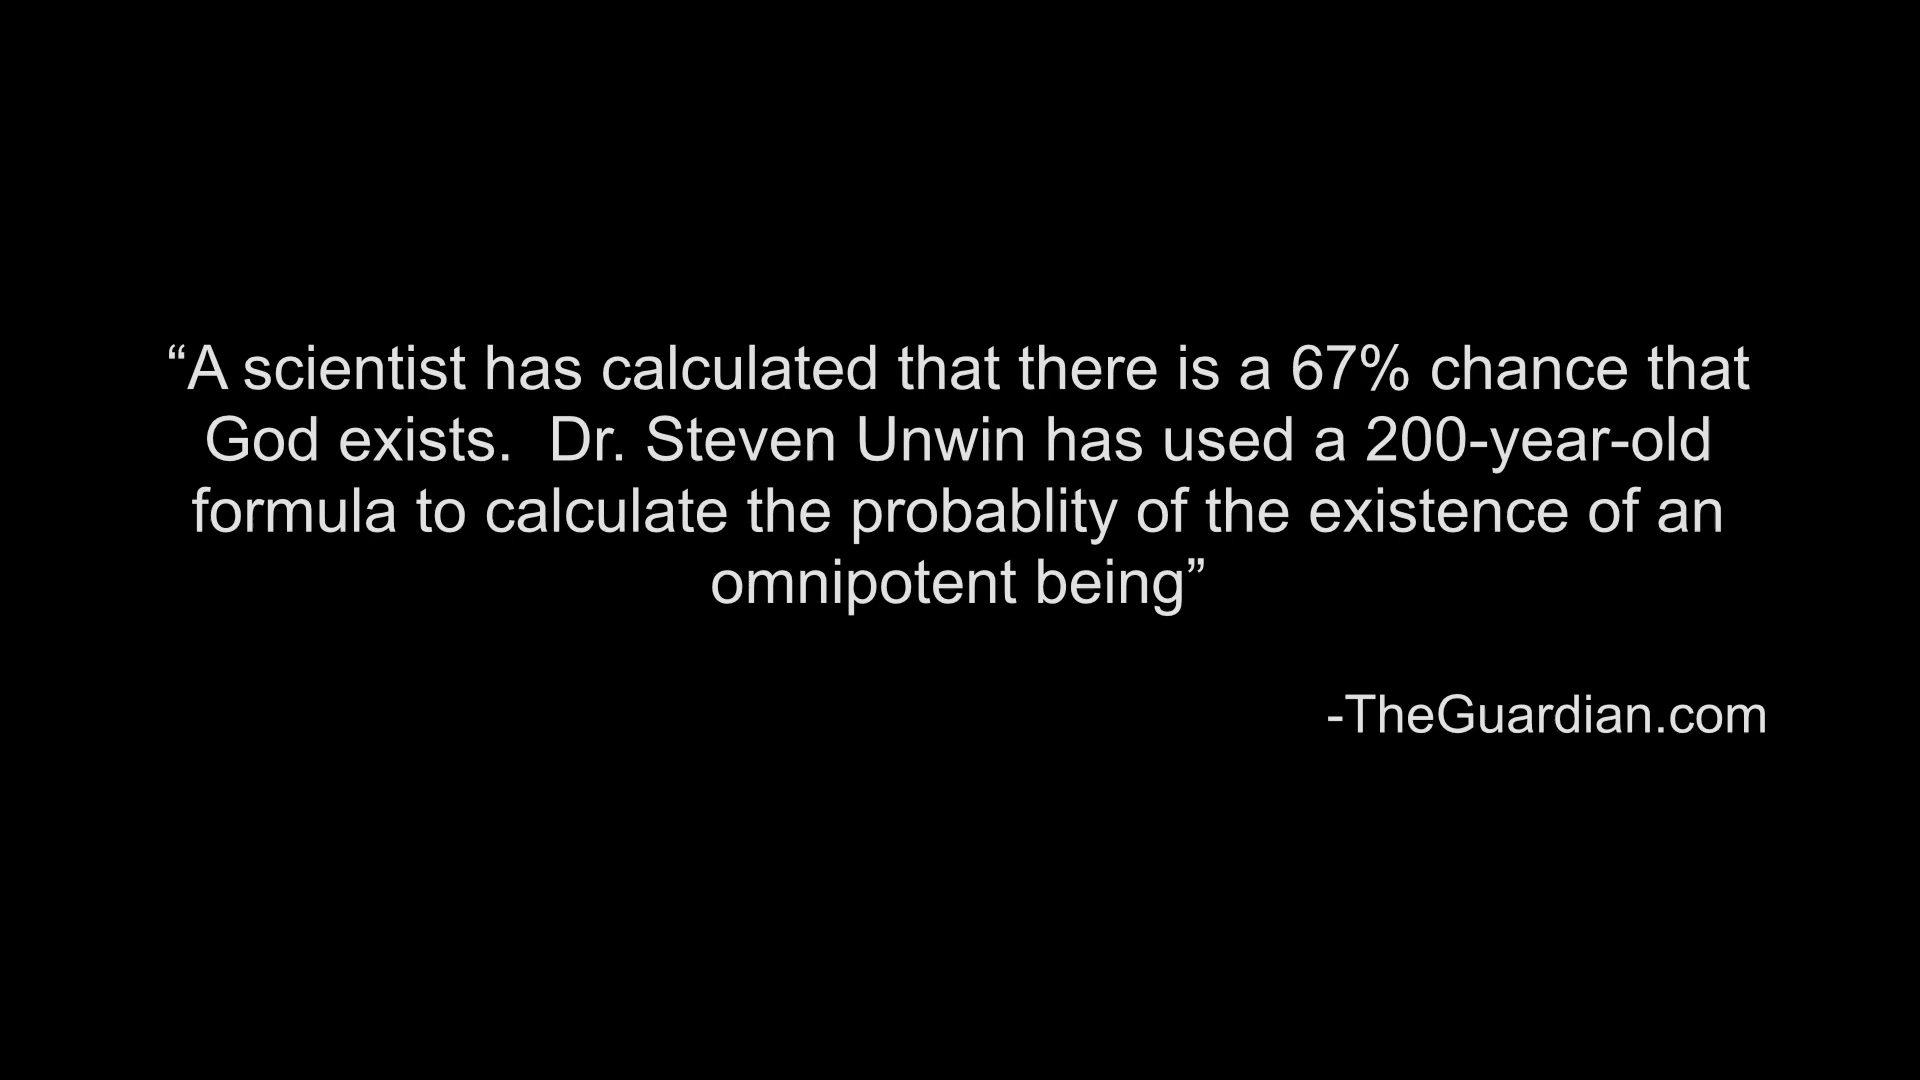 “A scientist has calculated that there is a 67% chance that
God exists.  Dr. Steven Unwin has used a 200-year-old
formula to calculate the probablity of the existence of an
omnipotent being”
-TheGuardian.com